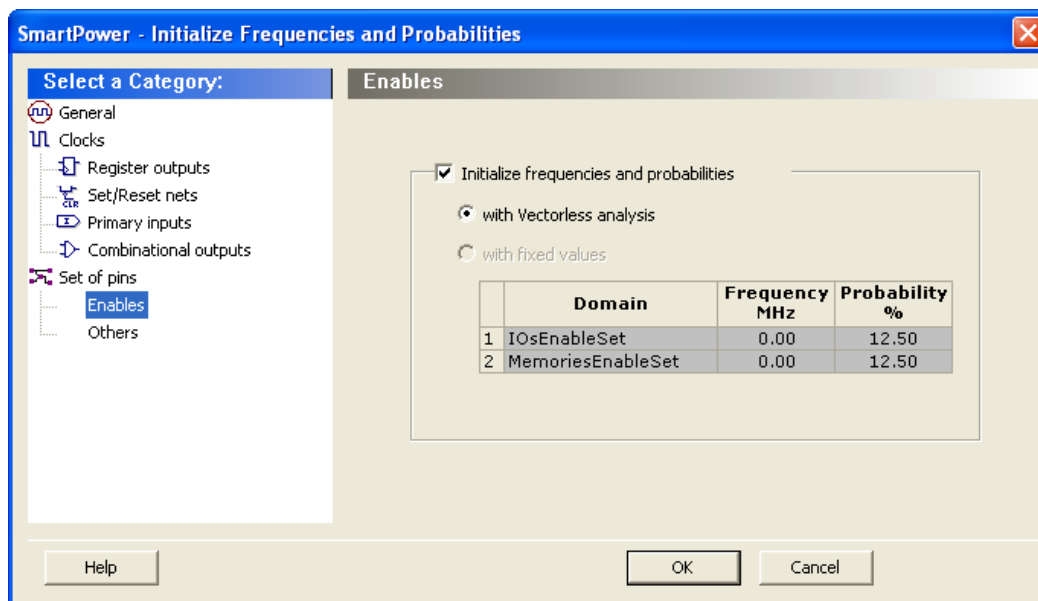 SmartPower - Initialize Frequencies and Probabilities
Select a Category:
General
Clocks
Register outputs
CLR
Set/Reset nets
I
Primary inputs
Combinational outputs
Set of pins
Enables
Others
Enables
Initialize frequencies and probabilities
with Vectorless analysis
with fixed values
Domain Frequency MHz Probability %
1 IOsEnableSet 0.00 12.50
2 MemoriesEnableSet 0.00 12.50
Help OK Cancel